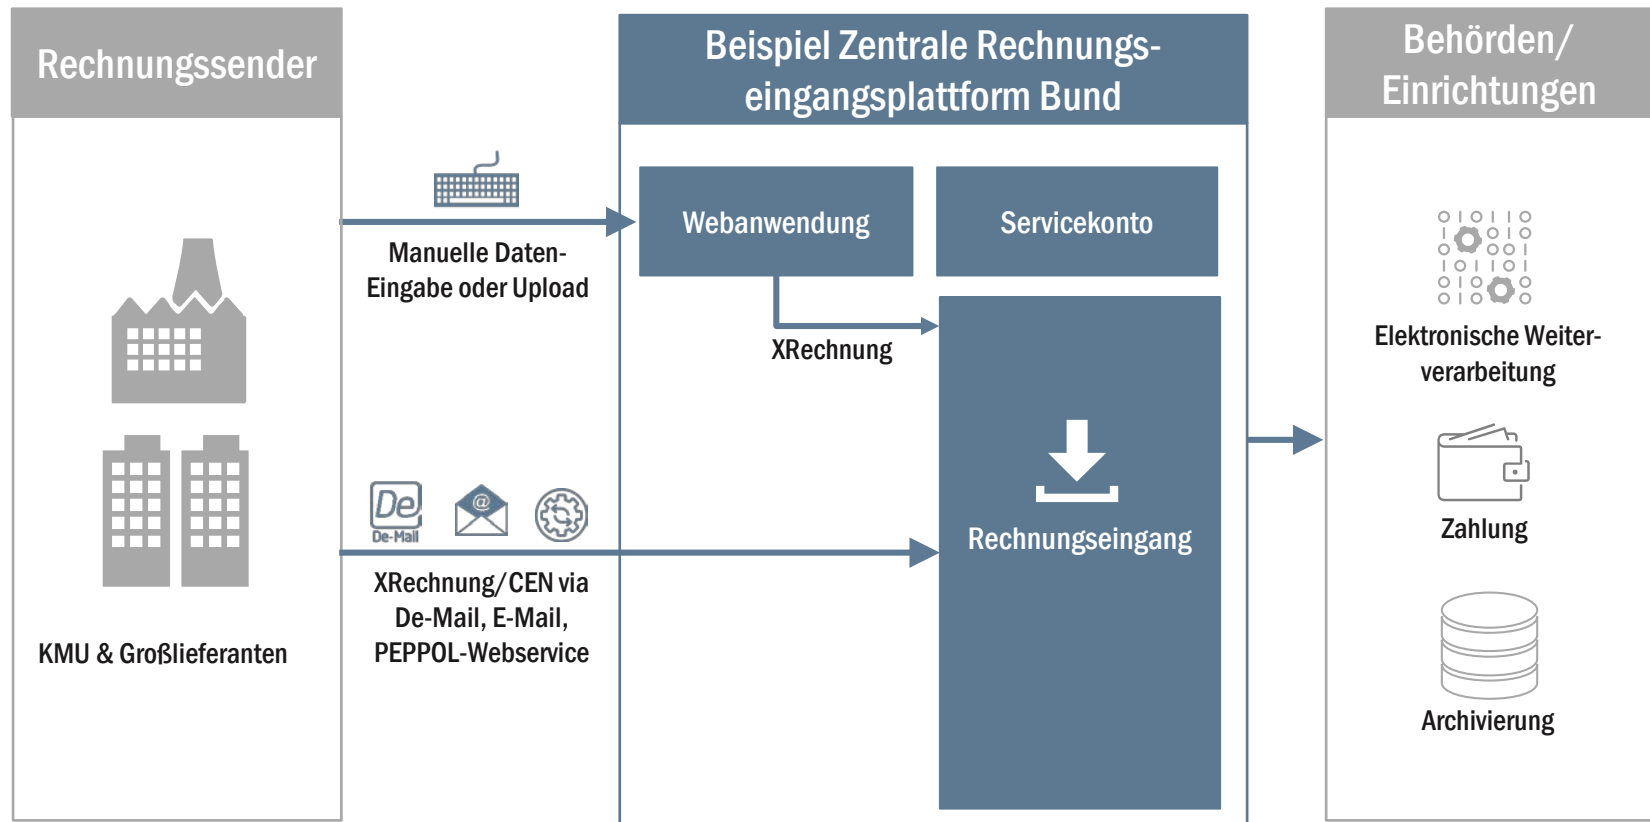 Rechnungssender
KMU & Großlieferanten
Manuelle Daten-
Eingabe oder Upload
De
De-Mail
@
XRechnung/CEN via
De-Mail, E-Mail,
PEPPOL-Webservice
Beispiel Zentrale Rechnungs-
eingangsplattform Bund
Webanwendung
Servicekonto
XRechnung
Rechnungseingang
Behörden/
Einrichtungen
Elektronische Weiter-
verarbeitung
Zahlung
Archivierung